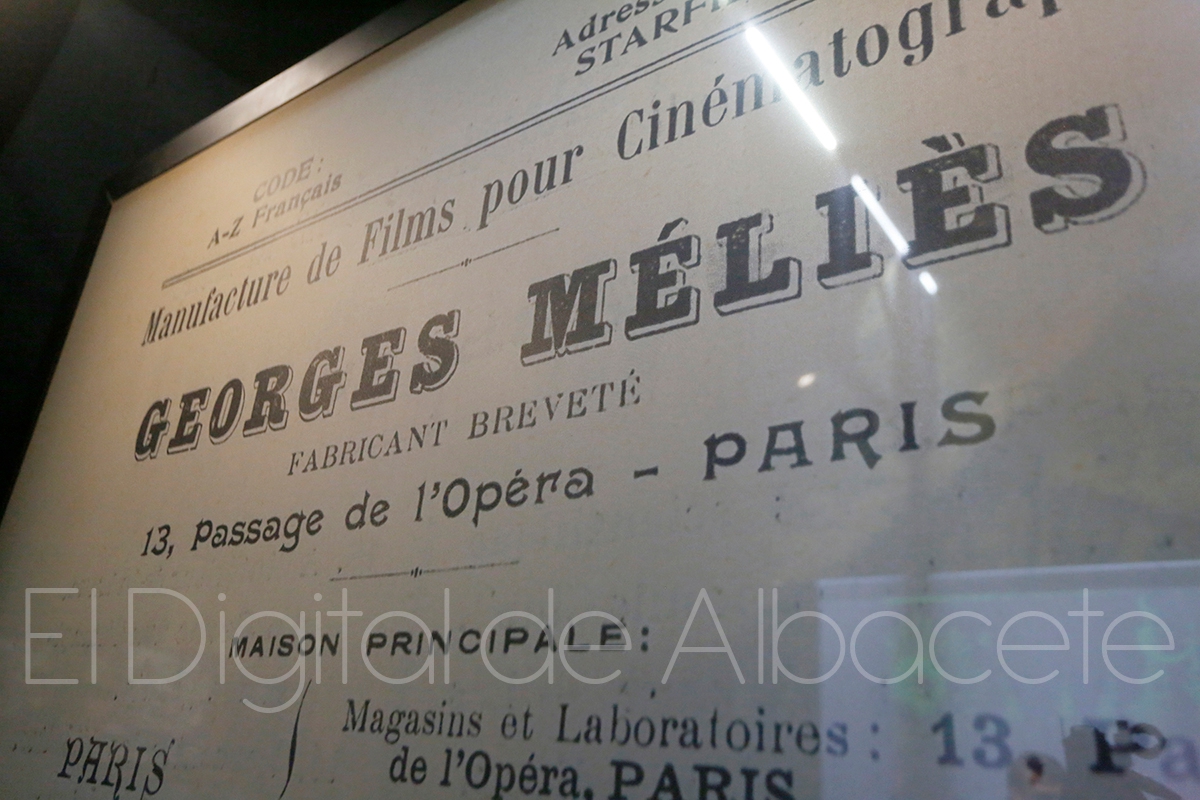 CODE:
A-Z Français
Manufacture de Films pour
GEORGES MÉLIÈS
FABRICANT BREVETÉ
13, Passage de l'Opéra - PARIS
MAISON PRINCIPALE:
El Digital de Albacete
PARIS
Magasins et Laboratoires: 13,
de l'Opéra, PARIS